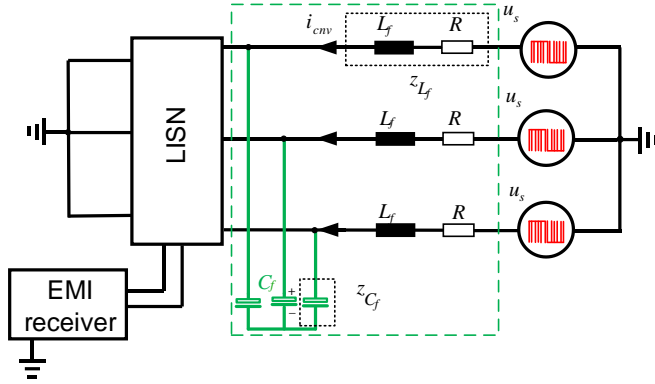 i_cnv L_f R u_s
z_{L_f}
LISN
L_f R u_s
L_f R u_s
C_f + − z_{C_f}
EMI
receiver